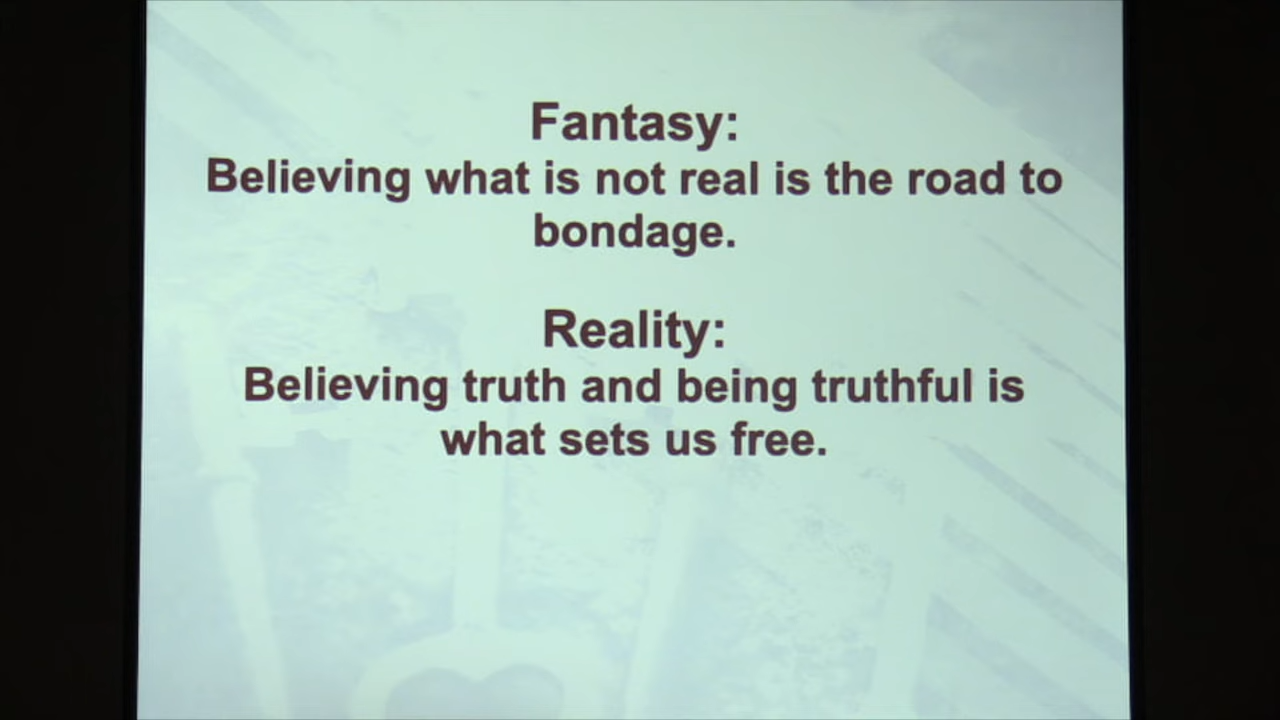 Fantasy:
Believing what is not real is the road to
bondage.
Reality:
Believing truth and being truthful is
what sets us free.